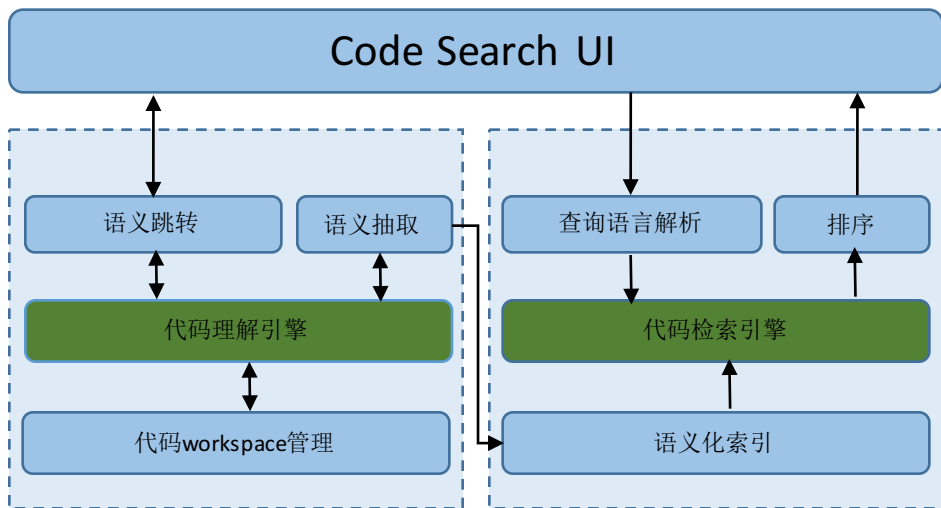 Code Search UI
语义跳转
语义抽取
查询语言解析
排序
代码理解引擎
代码检索引擎
代码workspace管理
语义化索引